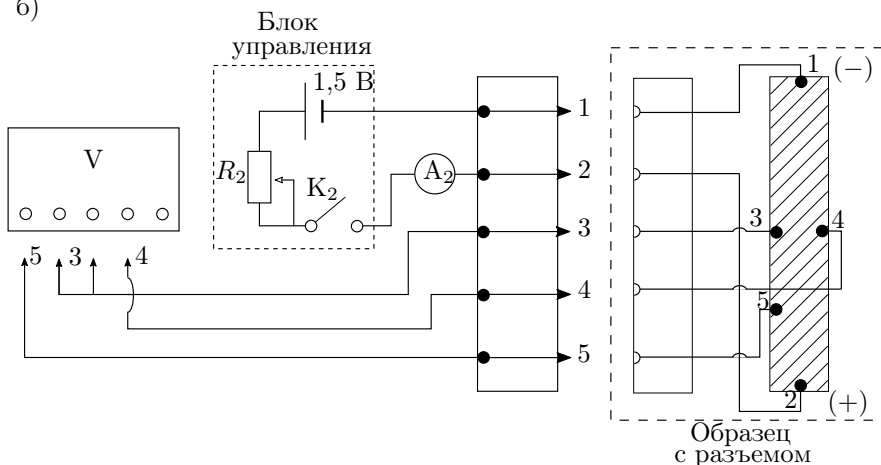 б)
Блок
управления
1,5 В
R₂
K₂
A₂
V
5 3 4
1
2
3
4
5
1 (−)
3 4
5
2 (+)
Образец
с разъемом